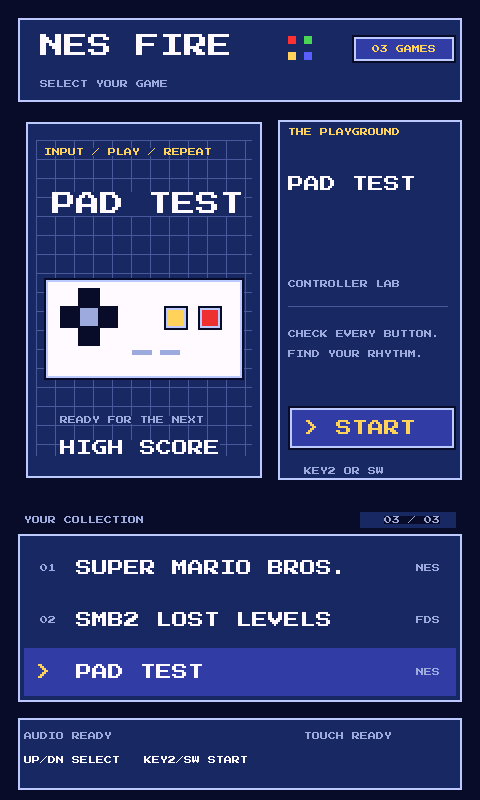 NES FIRE
03 GAMES
SELECT YOUR GAME
INPUT / PLAY / REPEAT
PAD TEST
READY FOR THE NEXT
HIGH SCORE
THE PLAYGROUND
PAD TEST
CONTROLLER LAB
CHECK EVERY BUTTON.
FIND YOUR RHYTHM.
> START
KEY2 OR SW
YOUR COLLECTION
03 / 03
01 SUPER MARIO BROS. NES
02 SMB2 LOST LEVELS FDS
> PAD TEST NES
AUDIO READY
TOUCH READY
UP/DN SELECT KEY2/SW START